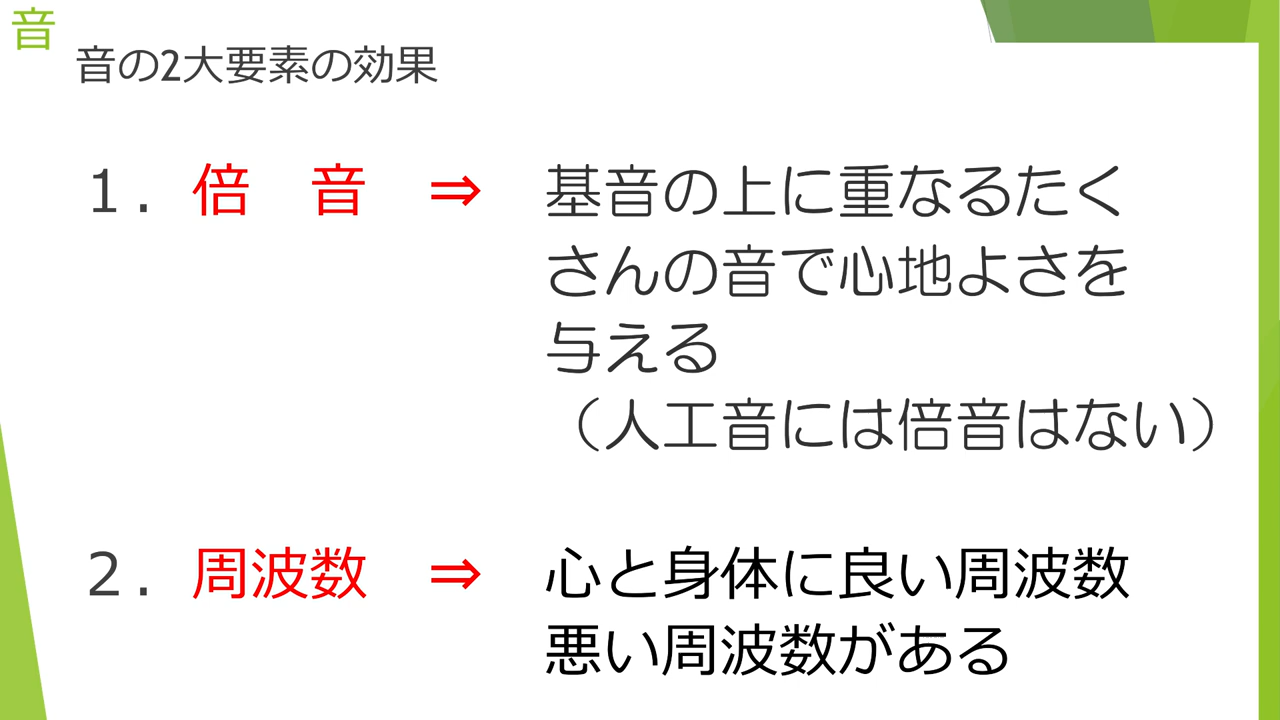 音
音の2大要素の効果
１．倍　音　⇒　基音の上に重なるたく
さんの音で心地よさを
与える
（人工音には倍音はない）
２．周波数　⇒　心と身体に良い周波数
悪い周波数がある